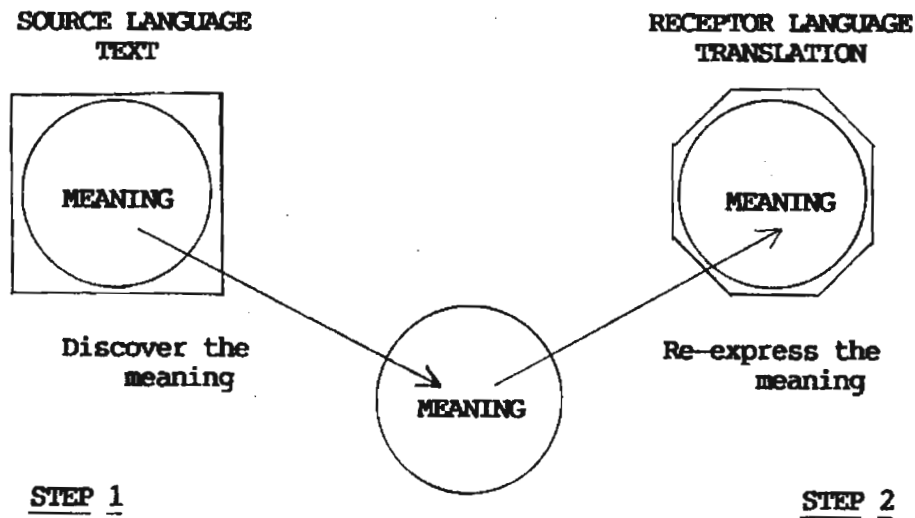 SOURCE LANGUAGE
TEXT
RECEPTOR LANGUAGE
TRANSLATION
MEANING
MEANING
Discover the
meaning
Re-express the
meaning
MEANING
STEP 1
STEP 2